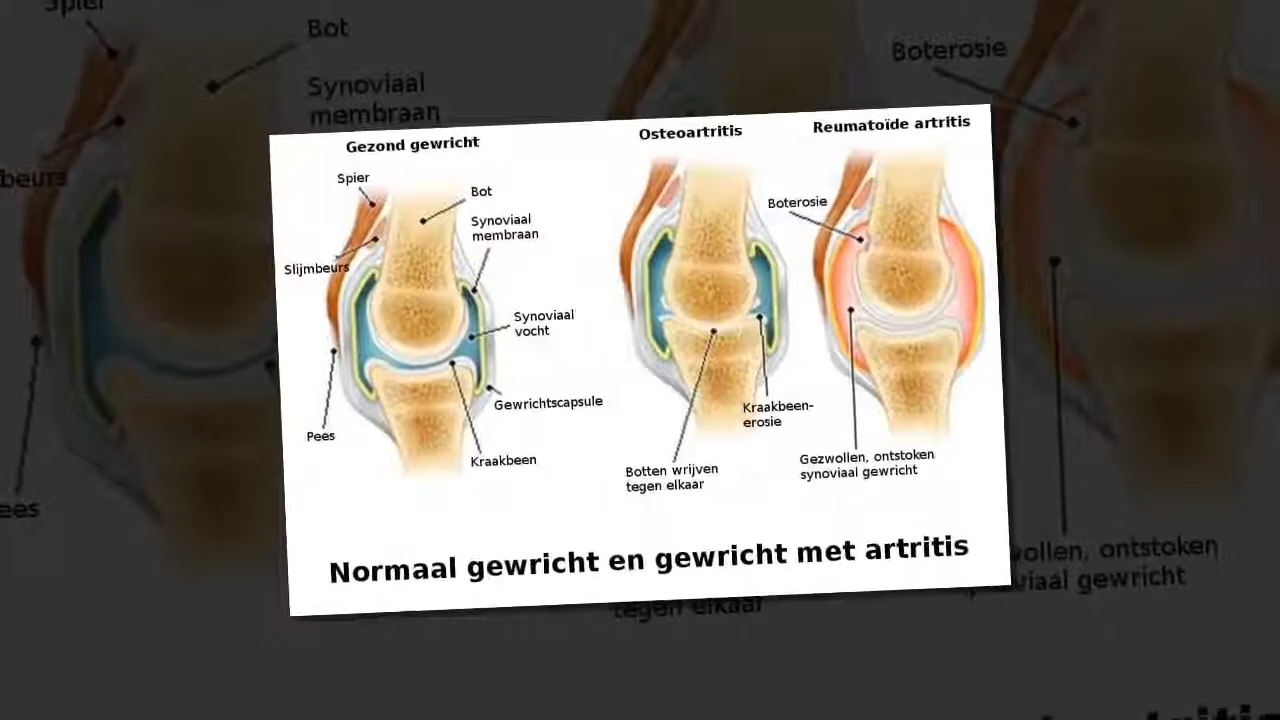 Gezond gewricht
Spier
Bot
Synoviaal
membraan
Slijmbeurs
Synoviaal
vocht
Gewrichtscapsule
Pees
Kraakbeen
Osteoartritis
Kraakbeen-
erosie
Botten wrijven
tegen elkaar
Reumatoïde artritis
Boterosie
Gezwollen, ontstoken
synoviaal gewricht
Normaal gewricht en gewricht met artritis
Spier
Bot
Synoviaal
membraan
beurs
ees
Boterosie
wollen, ontstoken
viaal gewricht
tegen elkaar